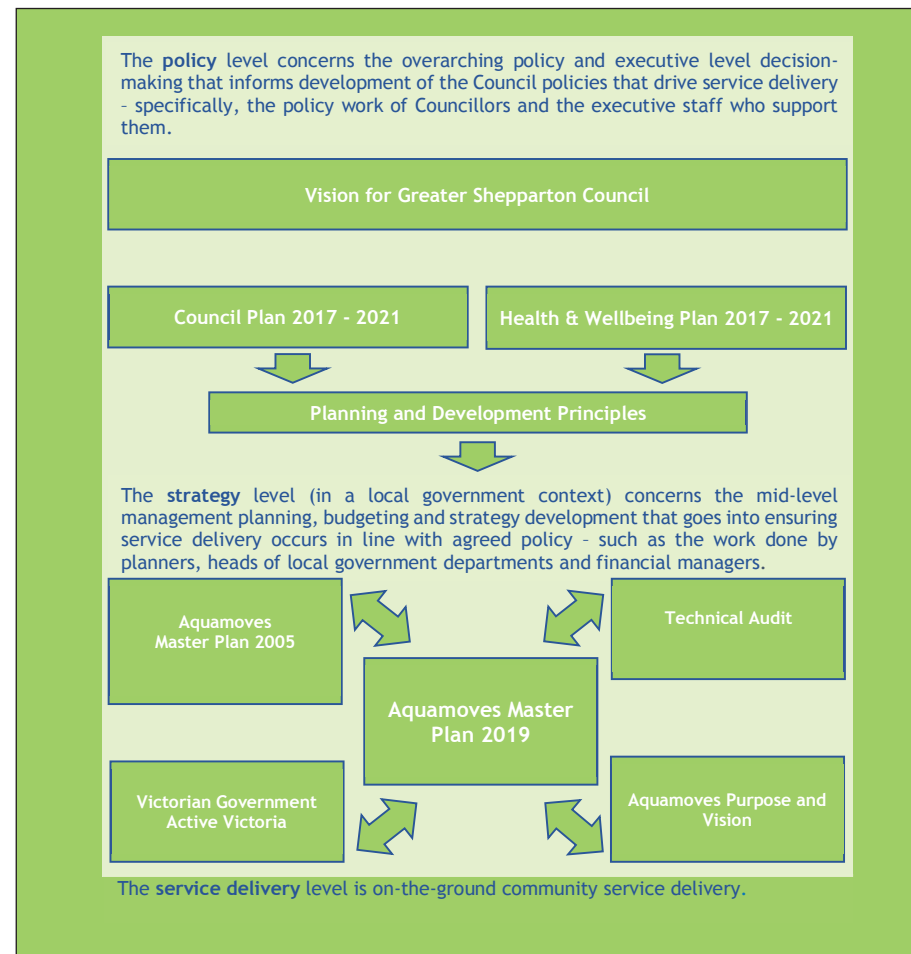 The policy level concerns the overarching policy and executive level decision-
making that informs development of the Council policies that drive service delivery
– specifically, the policy work of Councillors and the executive staff who support
them.
Vision for Greater Shepparton Council
Council Plan 2017 - 2021
Health & Wellbeing Plan 2017 - 2021
Planning and Development Principles
The strategy level (in a local government context) concerns the mid-level
management planning, budgeting and strategy development that goes into ensuring
service delivery occurs in line with agreed policy – such as the work done by
planners, heads of local government departments and financial managers.
Aquamoves
Master Plan 2005
Technical Audit
Aquamoves Master
Plan 2019
Victorian Government
Active Victoria
Aquamoves Purpose and
Vision
The service delivery level is on-the-ground community service delivery.